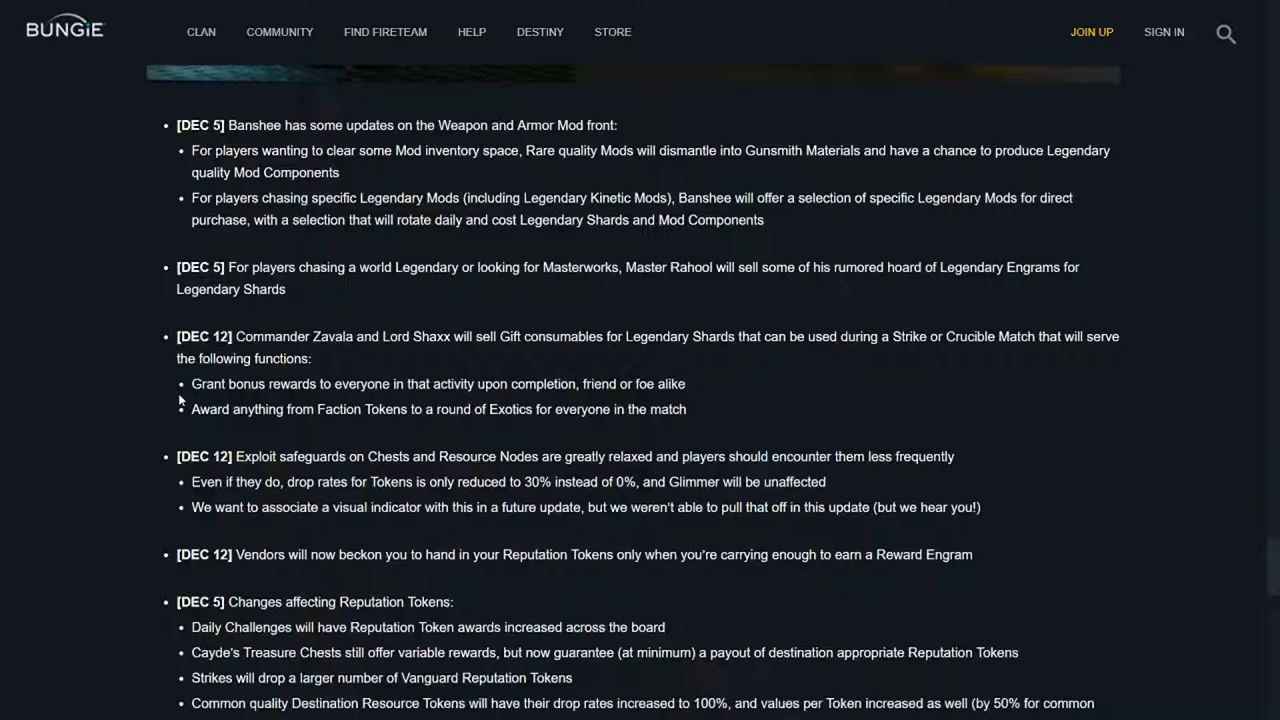 BUNGiE
CLAN COMMUNITY FIND FIRETEAM HELP DESTINY STORE JOIN UP SIGN IN
• [DEC 5] Banshee has some updates on the Weapon and Armor Mod front:
• For players wanting to clear some Mod inventory space, Rare quality Mods will dismantle into Gunsmith Materials and have a chance to produce Legendary
quality Mod Components
• For players chasing specific Legendary Mods (including Legendary Kinetic Mods), Banshee will offer a selection of specific Legendary Mods for direct
purchase, with a selection that will rotate daily and cost Legendary Shards and Mod Components
• [DEC 5] For players chasing a world Legendary or looking for Masterworks, Master Rahool will sell some of his rumored hoard of Legendary Engrams for
Legendary Shards
• [DEC 12] Commander Zavala and Lord Shaxx will sell Gift consumables for Legendary Shards that can be used during a Strike or Crucible Match that will serve
the following functions:
• Grant bonus rewards to everyone in that activity upon completion, friend or foe alike
• Award anything from Faction Tokens to a round of Exotics for everyone in the match
• [DEC 12] Exploit safeguards on Chests and Resource Nodes are greatly relaxed and players should encounter them less frequently
• Even if they do, drop rates for Tokens is only reduced to 30% instead of 0%, and Glimmer will be unaffected
• We want to associate a visual indicator with this in a future update, but we weren't able to pull that off in this update (but we hear you!)
• [DEC 12] Vendors will now beckon you to hand in your Reputation Tokens only when you're carrying enough to earn a Reward Engram
• [DEC 5] Changes affecting Reputation Tokens:
• Daily Challenges will have Reputation Token awards increased across the board
• Cayde's Treasure Chests still offer variable rewards, but now guarantee (at minimum) a payout of destination appropriate Reputation Tokens
• Strikes will drop a larger number of Vanguard Reputation Tokens
• Common quality Destination Resource Tokens will have their drop rates increased to 100%, and values per Token increased as well (by 50% for common